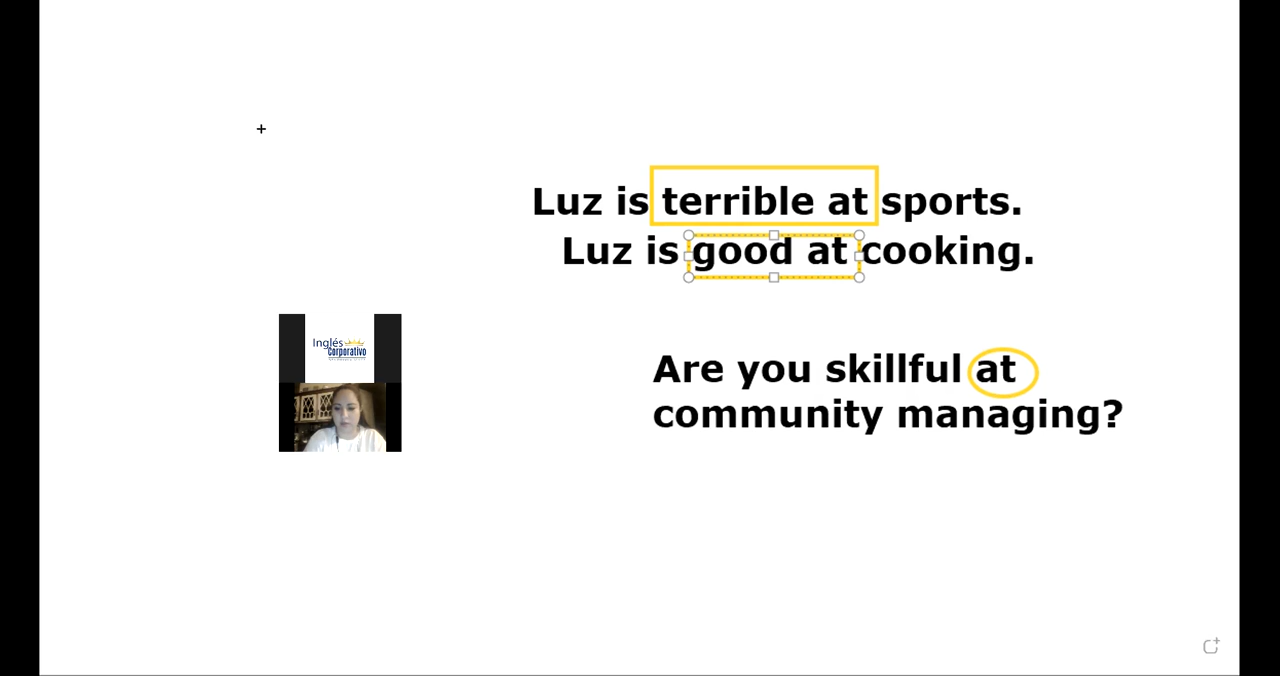 Luz is terrible at sports.
Luz is good at cooking.
Inglés
Corporativo
Are you skillful at
community managing?